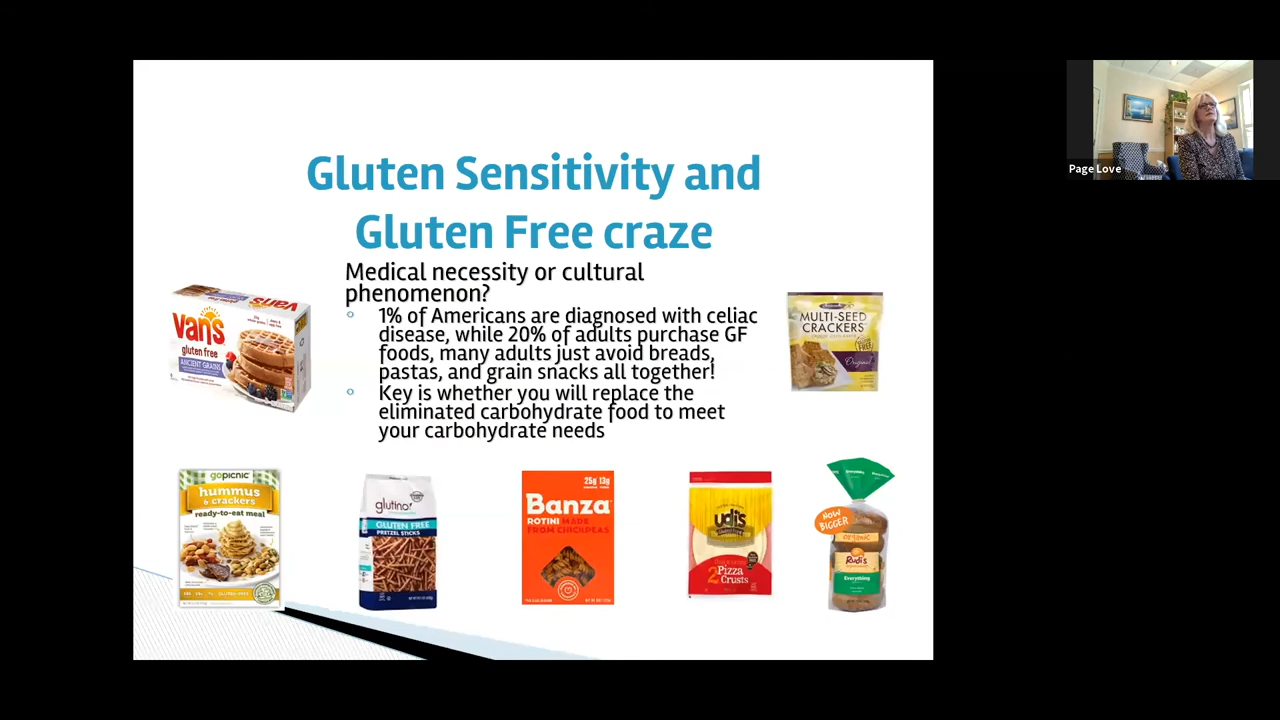 Gluten Sensitivity and
Gluten Free craze
Medical necessity or cultural
phenomenon?
1% of Americans are diagnosed with celiac
disease, while 20% of adults purchase GF
foods, many adults just avoid breads,
pastas, and grain snacks all together!
Key is whether you will replace the
eliminated carbohydrate food to meet
your carbohydrate needs
Page Love
Van's
gluten free
ANCIENT GRAINS
MULTI-SEED
CRACKERS
Original
gopicnic
hummus
& crackers
ready-to-eat meal
glutino
GLUTEN FREE
PRETZEL STICKS
25g 13g
Banza
ROTINI MADE
FROM CHICKPEAS
udi's
2 Pizza
Crusts
NOW
BIGGER
ORGANIC
Rudi's
Everything